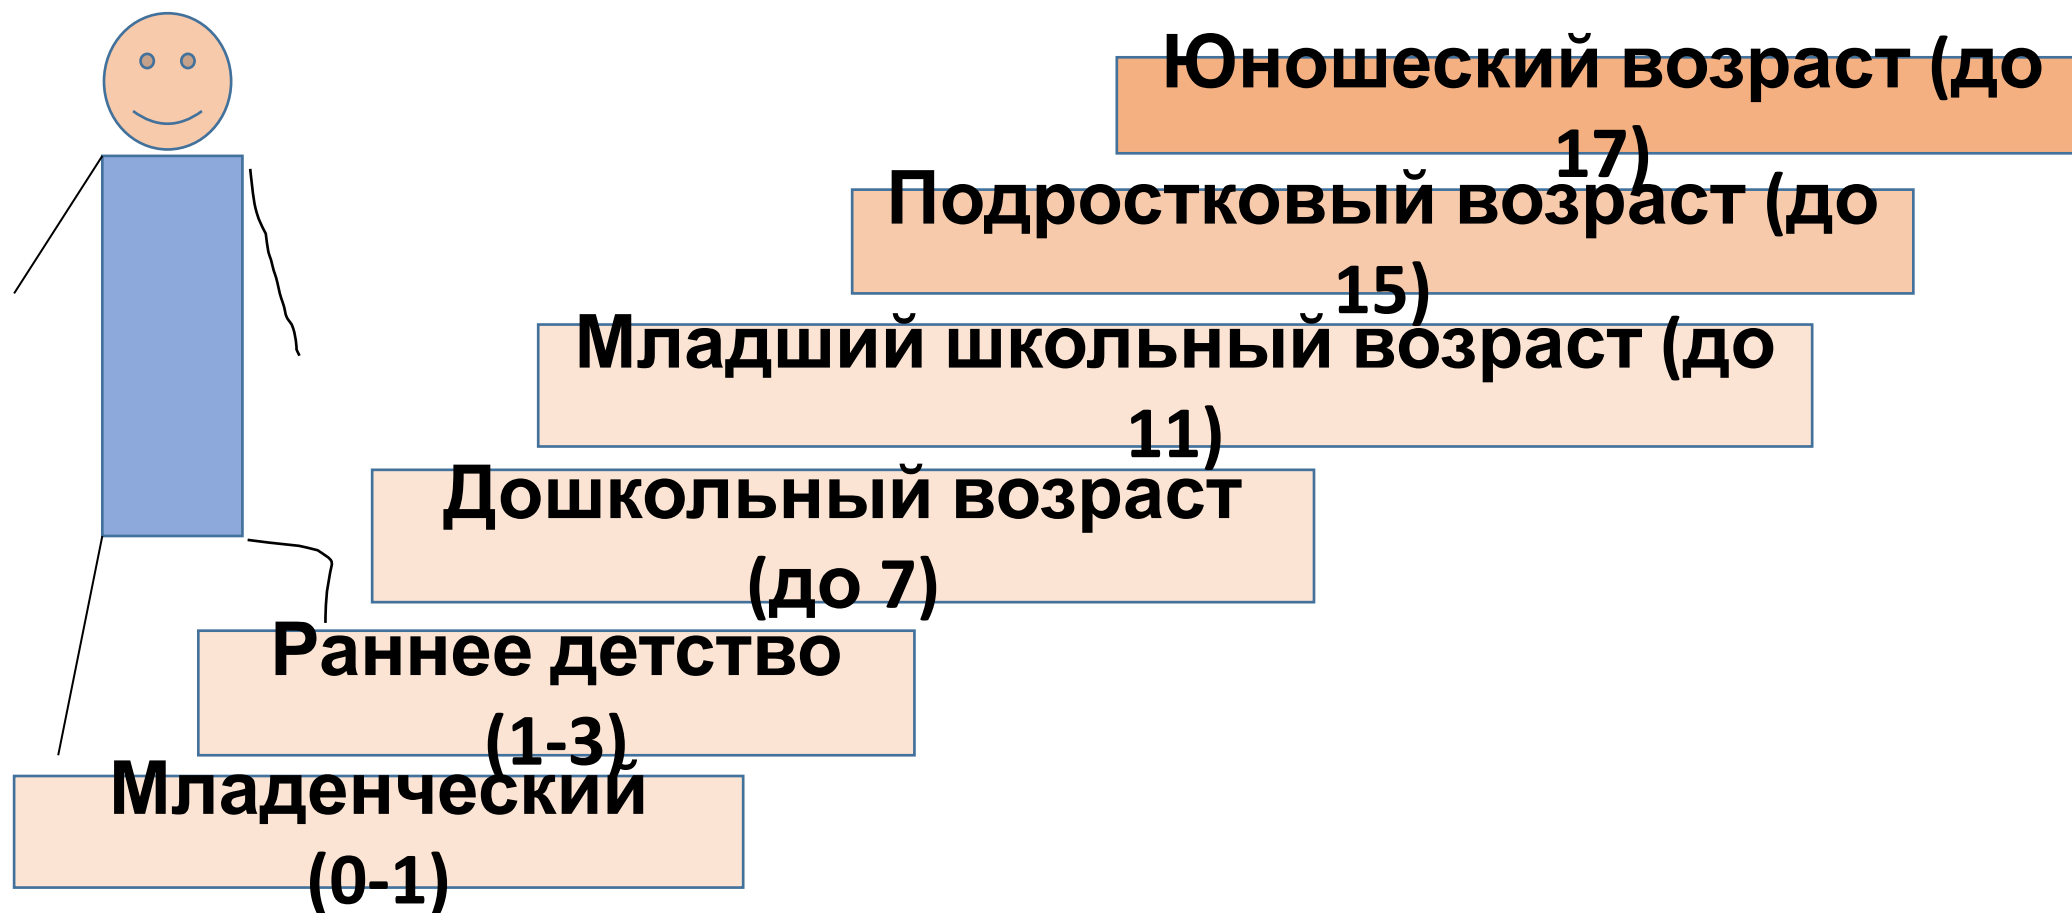 Юношеский возраст (до
17)
Подростковый возраст (до
15)
Младший школьный возраст (до
11)
Дошкольный возраст
(до 7)
Раннее детство
(1-3)
Младенческий
(0-1)